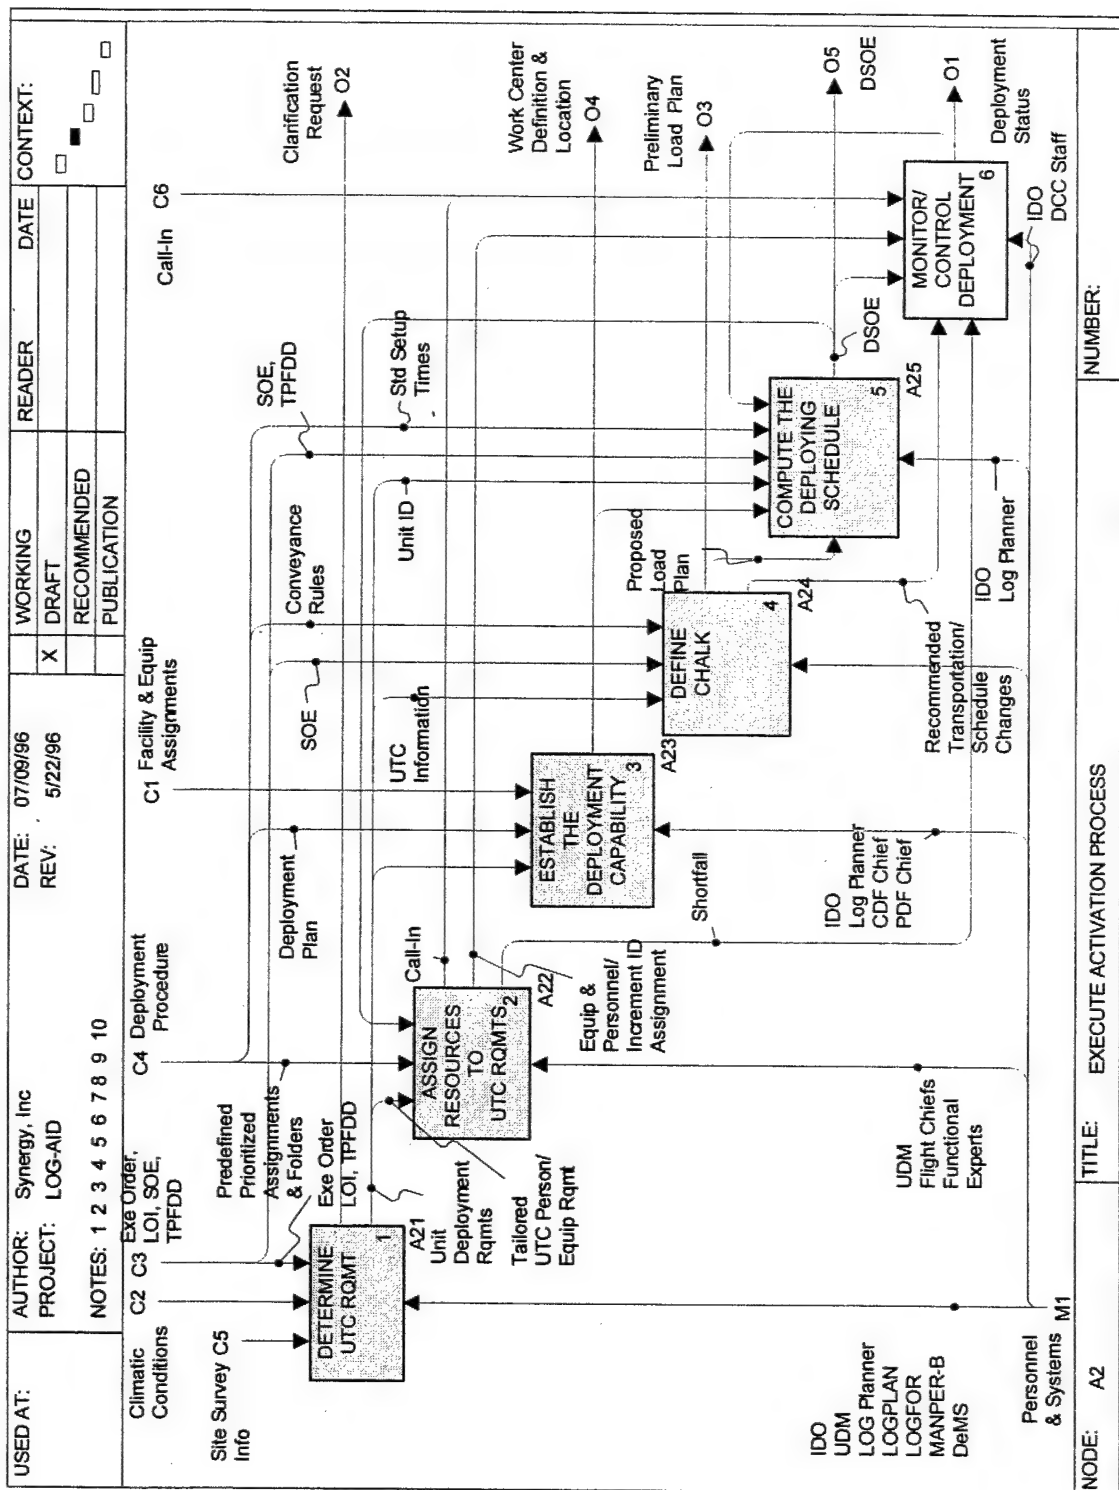 USED AT:
AUTHOR: Synergy, Inc
PROJECT: LOG-AID
NOTES: 1 2 3 4 5 6 7 8 9 10
DATE: 07/09/96
REV: 5/22/96
WORKING
X DRAFT
RECOMMENDED
PUBLICATION
READER DATE
CONTEXT:
Climatic
Conditions
C2
C3
Exe Order,
LOI, SOE,
TPFDD
C4 Deployment
Procedure
C1 Facility & Equip
Assignments
Call-In C6
Site Survey C5
Info
Predefined
Prioritized
Assignments
& Folders
Exe Order
LOI, TPFDD
Deployment
Plan
SOE
Conveyance
Rules
SOE,
TPFDD
Std Setup
Times
Unit ID
UTC
Information
Clarification
Request
O2
Work Center
Definition &
Location
O4
Preliminary
Load Plan
O3
O5
DSOE
O1
Deployment
Status
DETERMINE
UTC RQMT
1
A21
Unit
Deployment
Rqmts
Tailored
UTC Person/
Equip Rqmt
ASSIGN
RESOURCES
TO
UTC RQMTS
2
A22
Call-In
Equip &
Personnel/
Increment ID
Assignment
Shortfall
ESTABLISH
THE
DEPLOYMENT
CAPABILITY
3
A23
DEFINE
CHALK
4
A24
Proposed
Load
Plan
Recommended
Transportation/
Schedule
Changes
COMPUTE THE
DEPLOYING
SCHEDULE
5
A25
DSOE
MONITOR/
CONTROL
DEPLOYMENT
6
IDO
DCC Staff
IDO
Log Planner
IDO
Log Planner
CDF Chief
PDF Chief
UDM
Flight Chiefs
Functional
Experts
IDO
UDM
LOG Planner
LOGPLAN
LOGFOR
MANPER-B
DeMS
Personnel
& Systems
M1
NODE: A2
TITLE: EXECUTE ACTIVATION PROCESS
NUMBER: